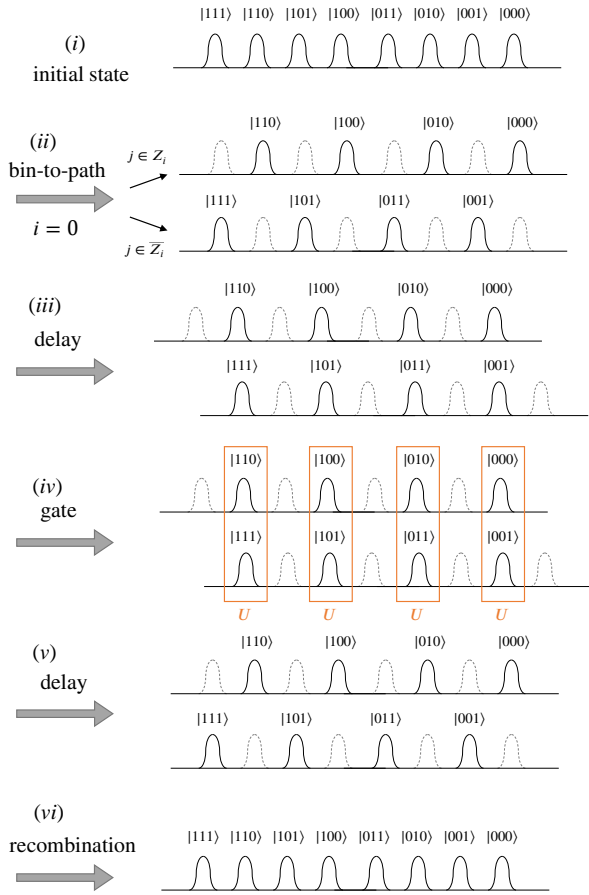 |111⟩ |110⟩ |101⟩ |100⟩ |011⟩ |010⟩ |001⟩ |000⟩
(i)
initial state
(ii)
bin-to-path
i = 0
j ∈ Z_i
|110⟩ |100⟩ |010⟩ |000⟩
j ∈ \overline{Z_i}
|111⟩ |101⟩ |011⟩ |001⟩
(iii)
delay
|110⟩ |100⟩ |010⟩ |000⟩
|111⟩ |101⟩ |011⟩ |001⟩
(iv)
gate
|110⟩ |100⟩ |010⟩ |000⟩
|111⟩ |101⟩ |011⟩ |001⟩
U U U U
(v)
delay
|110⟩ |100⟩ |010⟩ |000⟩
|111⟩ |101⟩ |011⟩ |001⟩
(vi)
recombination
|111⟩ |110⟩ |101⟩ |100⟩ |011⟩ |010⟩ |001⟩ |000⟩